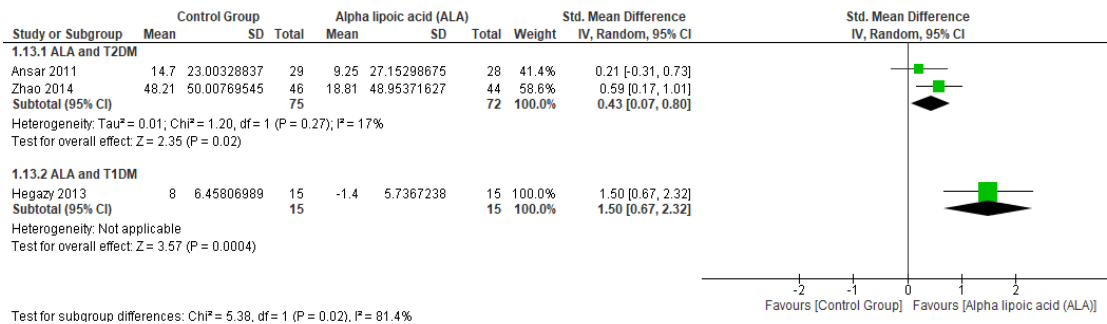 Control Group Alpha lipoic acid (ALA) Std. Mean Difference Std. Mean Difference
Study or Subgroup Mean SD Total Mean SD Total Weight IV, Random, 95% CI IV, Random, 95% CI
1.13.1 ALA and T2DM
Ansar 2011 14.7 23.00328837 29 9.25 27.15298675 28 41.4% 0.21 [-0.31, 0.73]
Zhao 2014 48.21 50.00769545 46 18.81 48.95371627 44 58.6% 0.59 [0.17, 1.01]
Subtotal (95% CI) 75 72 100.0% 0.43 [0.07, 0.80]
Heterogeneity: Tau² = 0.01; Chi² = 1.20, df = 1 (P = 0.27); I² = 17%
Test for overall effect: Z = 2.35 (P = 0.02)
1.13.2 ALA and T1DM
Hegazy 2013 8 6.45806989 15 -1.4 5.7367238 15 100.0% 1.50 [0.67, 2.32]
Subtotal (95% CI) 15 15 100.0% 1.50 [0.67, 2.32]
Heterogeneity: Not applicable
Test for overall effect: Z = 3.57 (P = 0.0004)
-2 -1 0 1 2
Favours [Control Group] Favours [Alpha lipoic acid (ALA)]
Test for subgroup differences: Chi² = 5.38, df = 1 (P = 0.02), I² = 81.4%